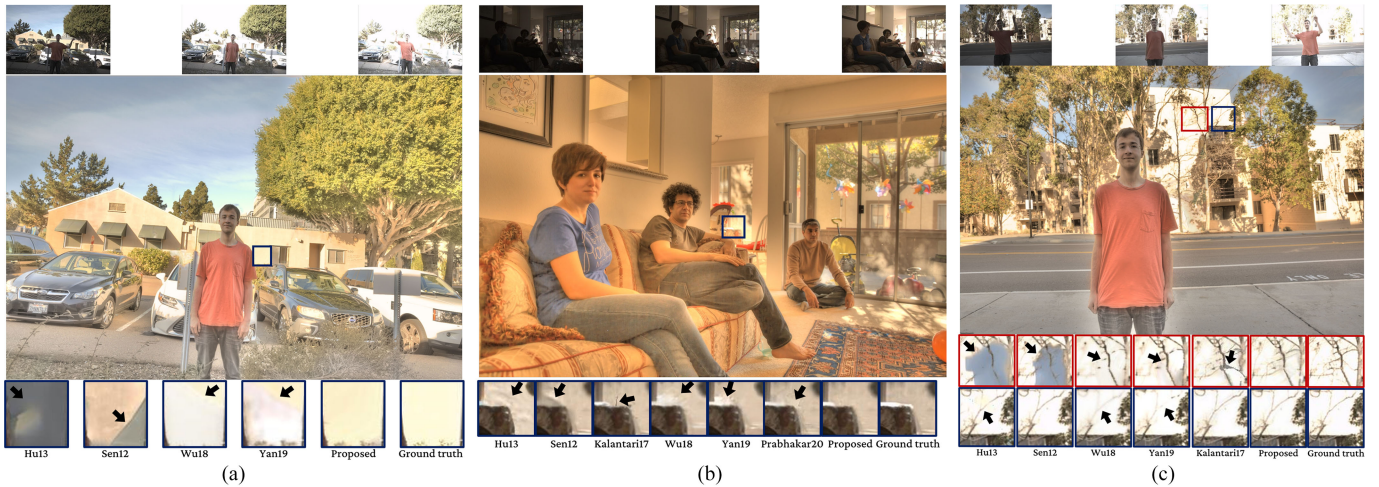 Hu13 Sen12 Wu18 Yan19 Proposed Ground truth
(a)
Hu13 Sen12 Kalantari17 Wu18 Yan19 Prabhakar20 Proposed Ground truth
(b)
ONLY
Hu13 Sen12 Wu18 Yan19 Kalantari17 Proposed Ground truth
(c)